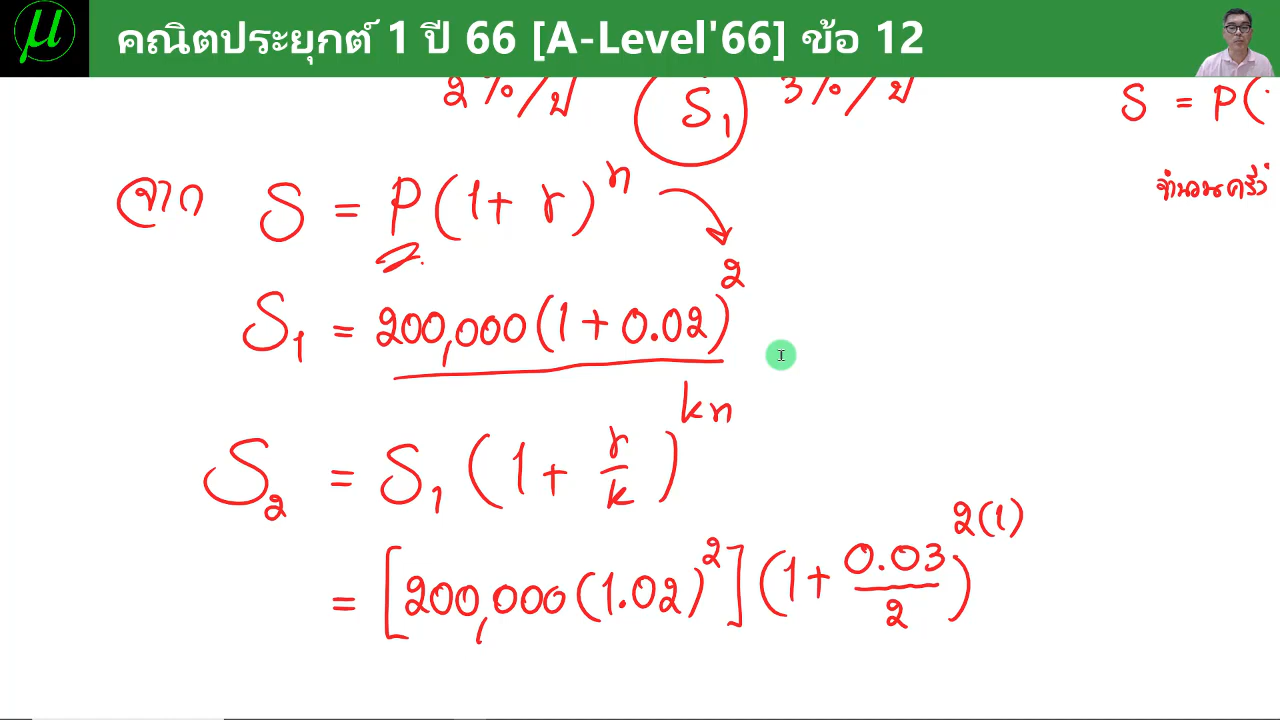 μ คณิตประยุกต์ 1 ปี 66 [A-Level'66] ข้อ 12
2%/ปี S₁ 3%/ปี
S = P(
จำนวนครั้ง
จาก S = P(1 + r)ⁿ
S₁ = 200,000(1 + 0.02)²
S₂ = S₁(1 + r/k)^kn
= [200,000(1.02)²](1 + 0.03/2)^2(1)